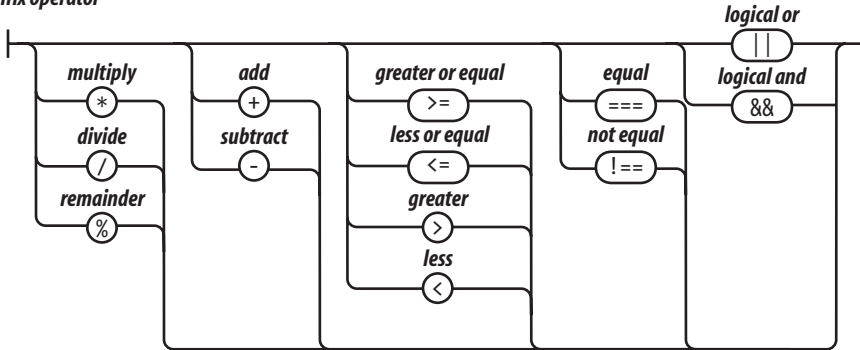 logical or
||
multiply
*
add
+
greater or equal
>=
equal
===
logical and
&&
divide
/
subtract
-
less or equal
<=
not equal
!==
remainder
%
greater
>
less
<
operator